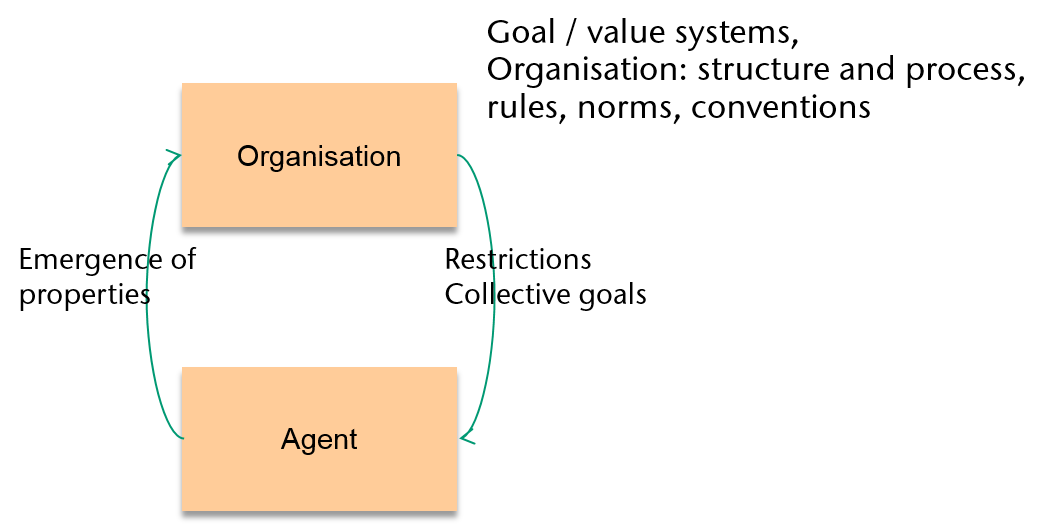 Goal / value systems,
Organisation: structure and process,
rules, norms, conventions
Organisation
Emergence of
properties
Restrictions
Collective goals
Agent